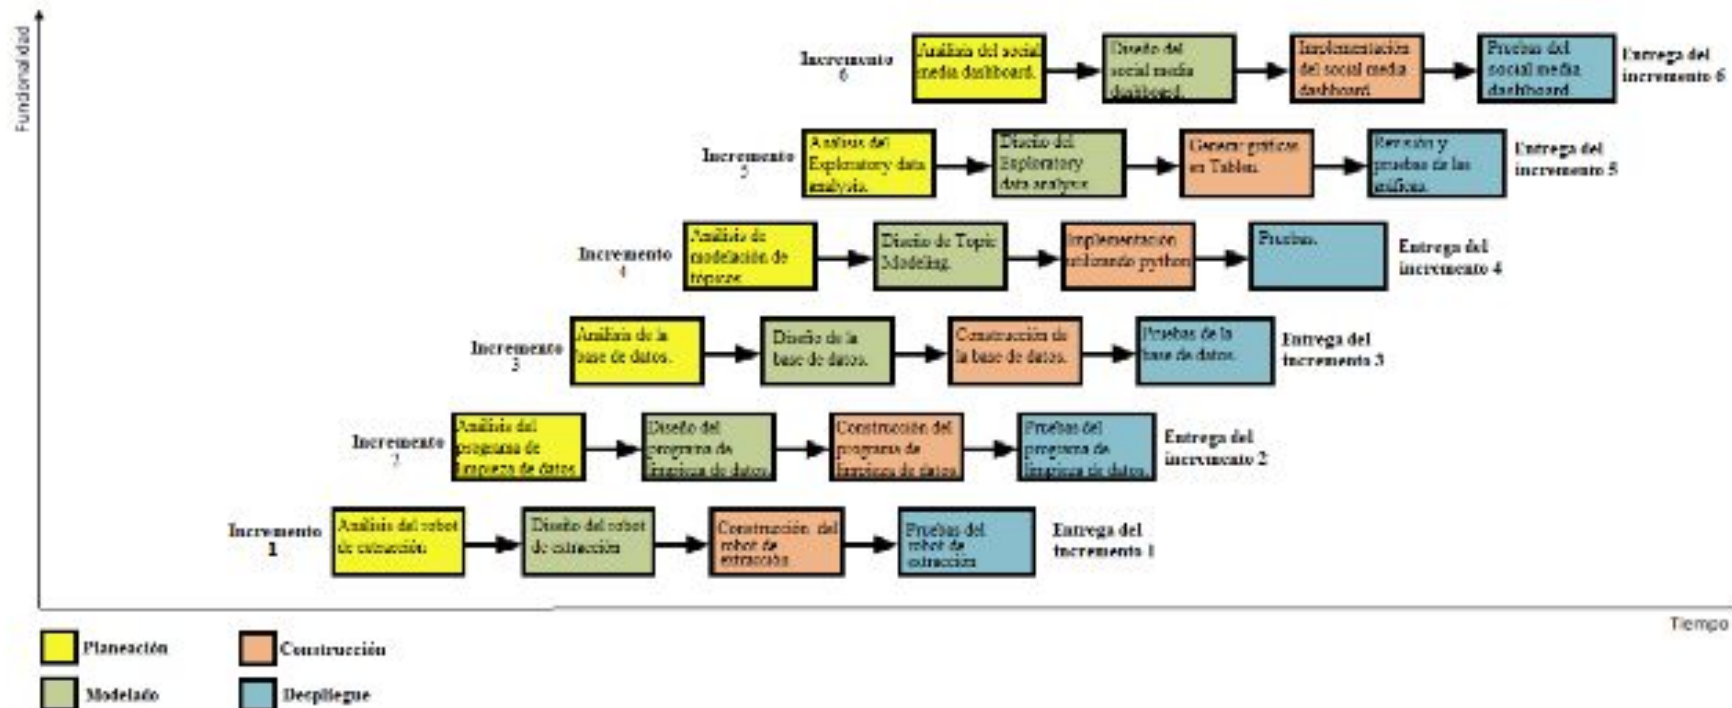 Funcionalidad
Incremento
6
Análisis del social
media dashboard.
Diseño del
social media
dashboard.
Implementación
del social media
dashboard.
Pruebas del
social media
dashboard.
Entrega del
incremento 6
Incremento
5
Análisis del
Exploratory data
analysis.
Diseño del
Exploratory
data analysis
Generar gráficas
en Tableu.
Revisión y
pruebas de las
gráficas.
Entrega del
incremento 5
Incremento
4
Análisis de
modelación de
tópicos.
Diseño de Topic
Modeling.
Implementación
utilizando python
Pruebas.
Entrega del
incremento 4
Incremento
3
Análisis de la
base de datos.
Diseño de la
base de datos.
Construcción de
la base de datos.
Pruebas de la
base de datos.
Entrega del
incremento 3
Incremento
2
Análisis del
programa de
limpieza de datos.
Diseño del
programa de
limpieza de datos.
Construcción del
programa de
limpieza de datos.
Pruebas del
programa de
limpieza de datos.
Entrega del
incremento 2
Incremento
1
Análisis del robot
de extracción
Diseño del robot
de extracción
Construcción del
robot de
extracción
Pruebas del
robot de
extracción
Entrega del
incremento 1
Tiempo
Planeación
Construcción
Modelado
Despliegue